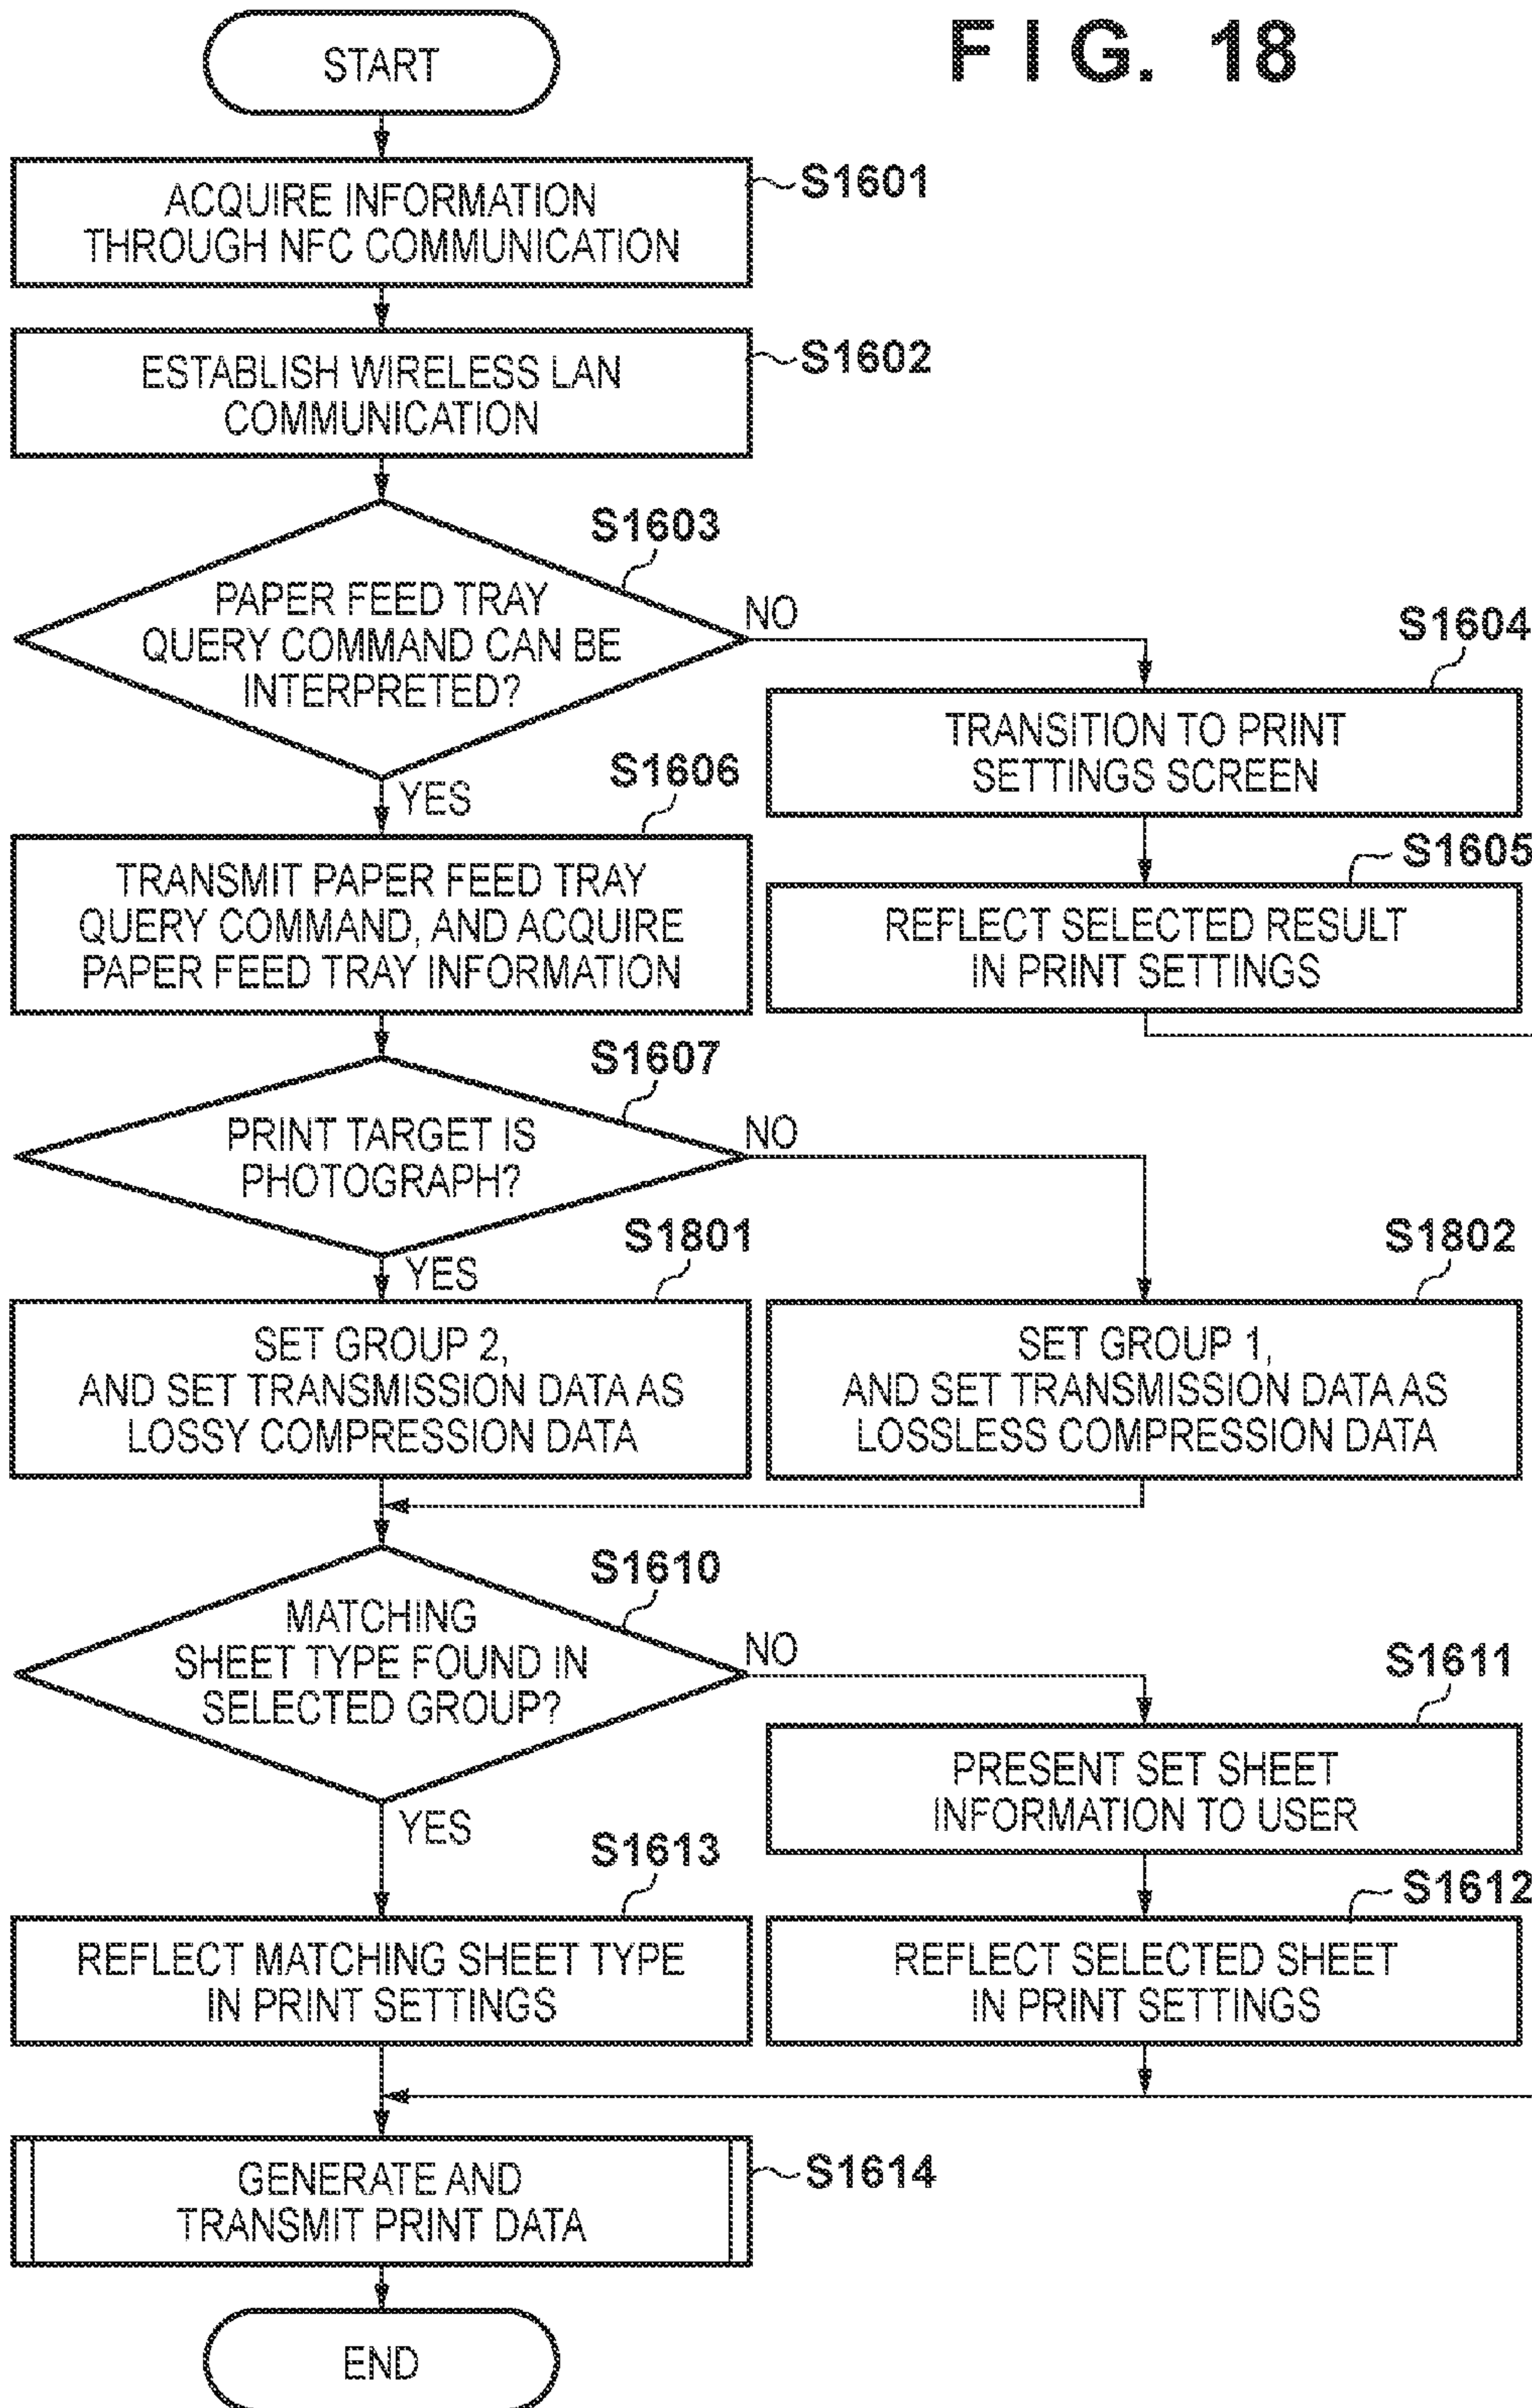 FIG. 18
START
S1601
ACQUIRE INFORMATION
THROUGH NFC COMMUNICATION
S1602
ESTABLISH WIRELESS LAN
COMMUNICATION
S1603
PAPER FEED TRAY
QUERY COMMAND CAN BE
INTERPRETED?
NO
YES
S1604
TRANSITION TO PRINT
SETTINGS SCREEN
S1605
REFLECT SELECTED RESULT
IN PRINT SETTINGS
S1606
TRANSMIT PAPER FEED TRAY
QUERY COMMAND, AND ACQUIRE
PAPER FEED TRAY INFORMATION
S1607
PRINT TARGET IS
PHOTOGRAPH?
NO
YES
S1801
SET GROUP 2,
AND SET TRANSMISSION DATA AS
LOSSY COMPRESSION DATA
S1802
SET GROUP 1,
AND SET TRANSMISSION DATA AS
LOSSLESS COMPRESSION DATA
S1610
MATCHING
SHEET TYPE FOUND IN
SELECTED GROUP?
NO
YES
S1611
PRESENT SET SHEET
INFORMATION TO USER
S1612
REFLECT SELECTED SHEET
IN PRINT SETTINGS
S1613
REFLECT MATCHING SHEET TYPE
IN PRINT SETTINGS
S1614
GENERATE AND
TRANSMIT PRINT DATA
END